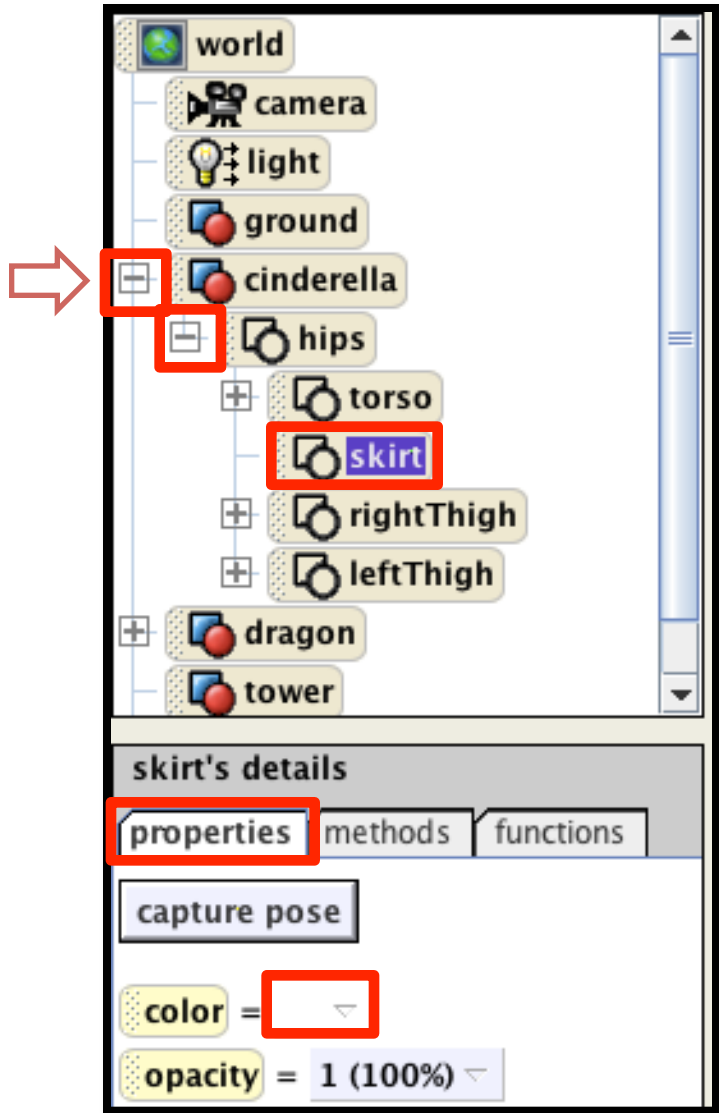 world
camera
light
ground
cinderella
hips
torso
skirt
rightThigh
leftThigh
dragon
tower
skirt's details
properties methods functions
capture pose
color =
opacity = 1 (100%)